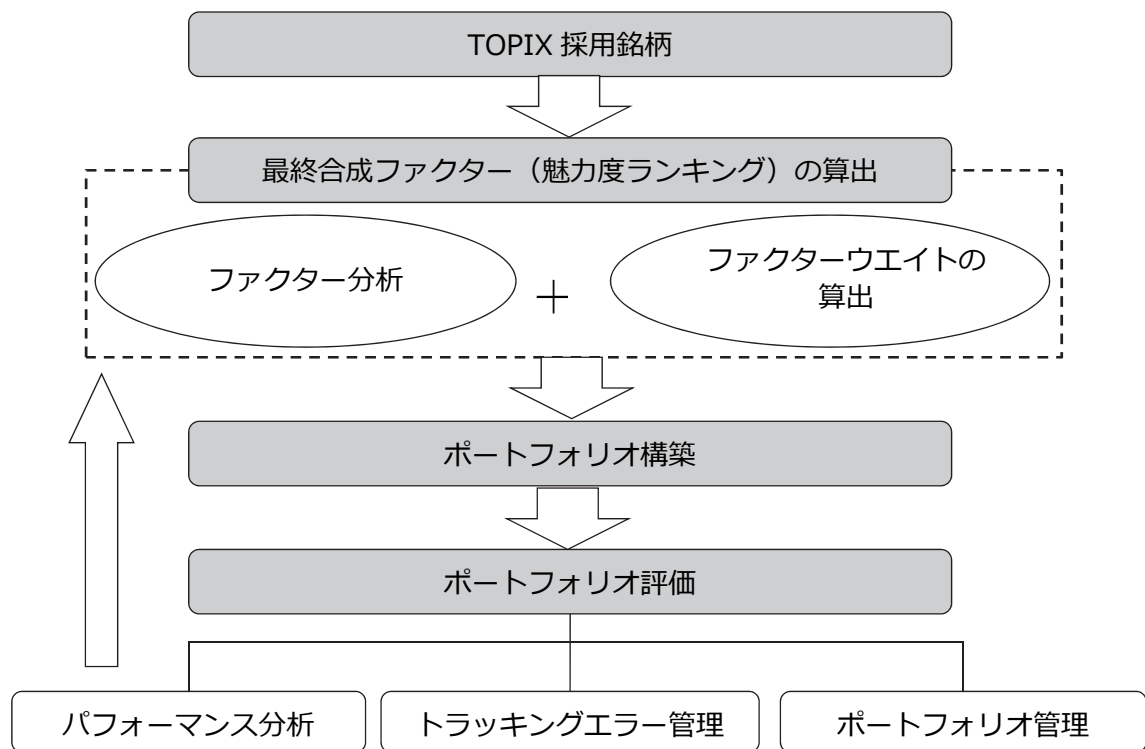 TOPIX 採用銘柄
最終合成ファクター（魅力度ランキング）の算出
ファクター分析
＋
ファクターウエイトの
算出
ポートフォリオ構築
ポートフォリオ評価
パフォーマンス分析
トラッキングエラー管理
ポートフォリオ管理